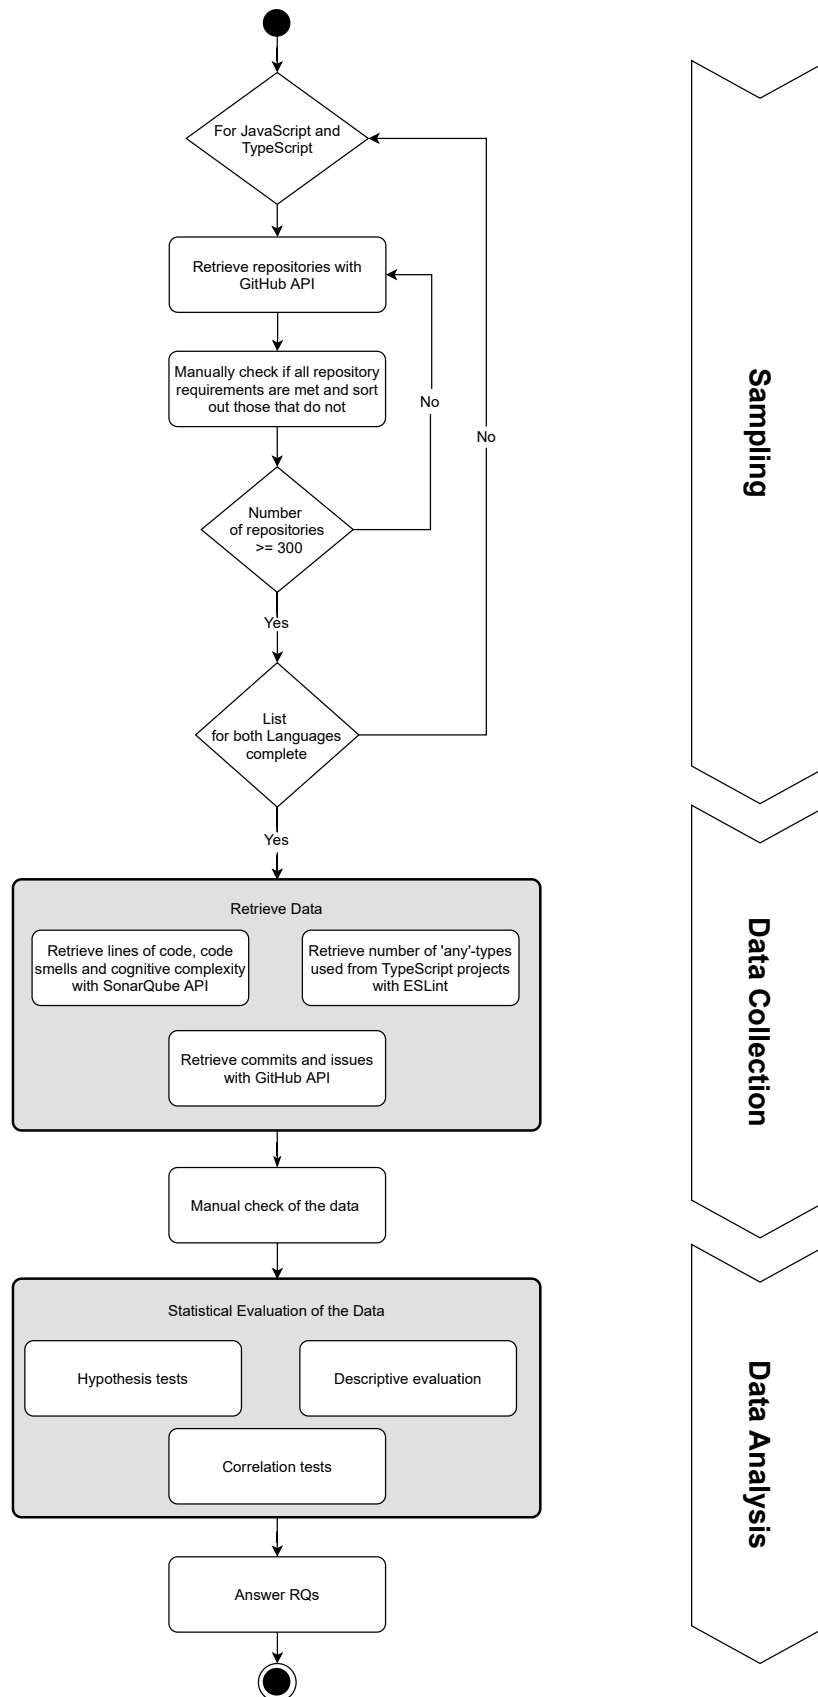 For JavaScript and
TypeScript
Retrieve repositories with
GitHub API
Manually check if all repository
requirements are met and sort
out those that do not
No
No
Number
of repositories
>= 300
Yes
List
for both Languages
complete
Yes
Sampling
Retrieve Data
Retrieve lines of code, code
smells and cognitive complexity
with SonarQube API
Retrieve number of 'any'-types
used from TypeScript projects
with ESLint
Retrieve commits and issues
with GitHub API
Manual check of the data
Data Collection
Statistical Evaluation of the Data
Hypothesis tests
Descriptive evaluation
Correlation tests
Answer RQs
Data Analysis